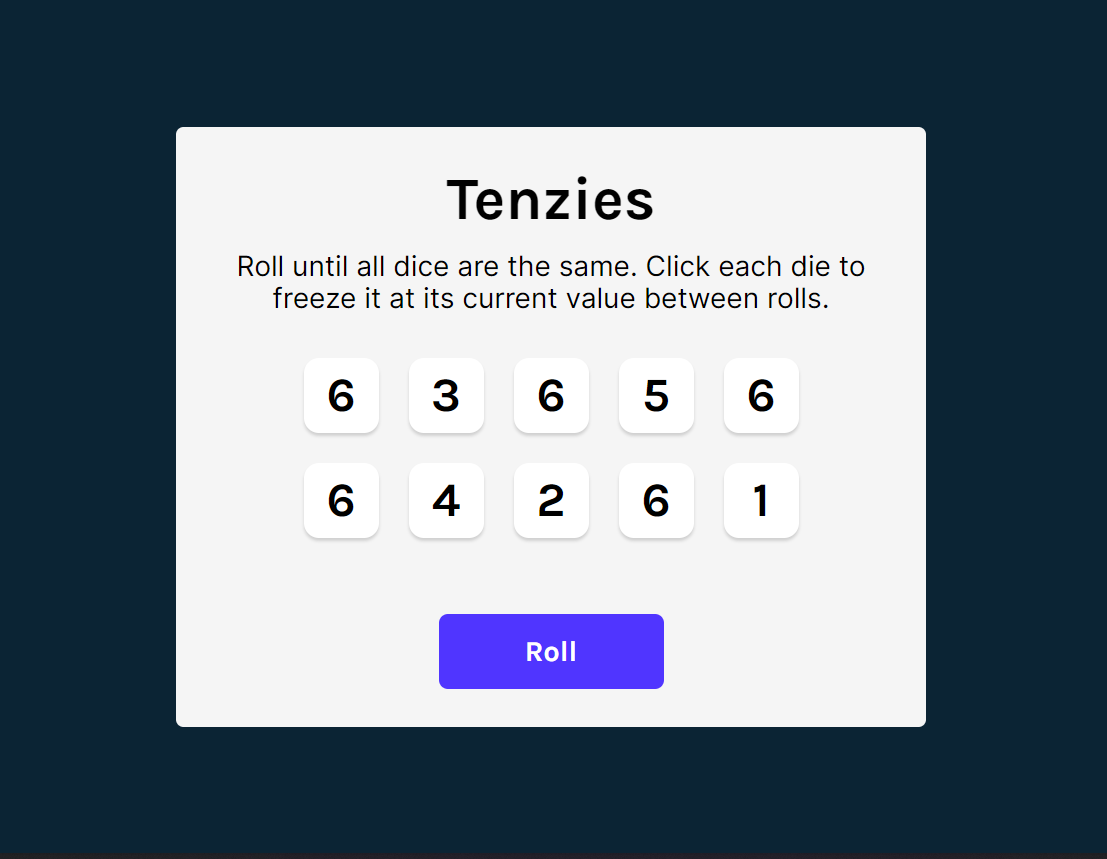 Tenzies
Roll until all dice are the same. Click each die to
freeze it at its current value between rolls.
6 3 6 5 6
6 4 2 6 1
Roll